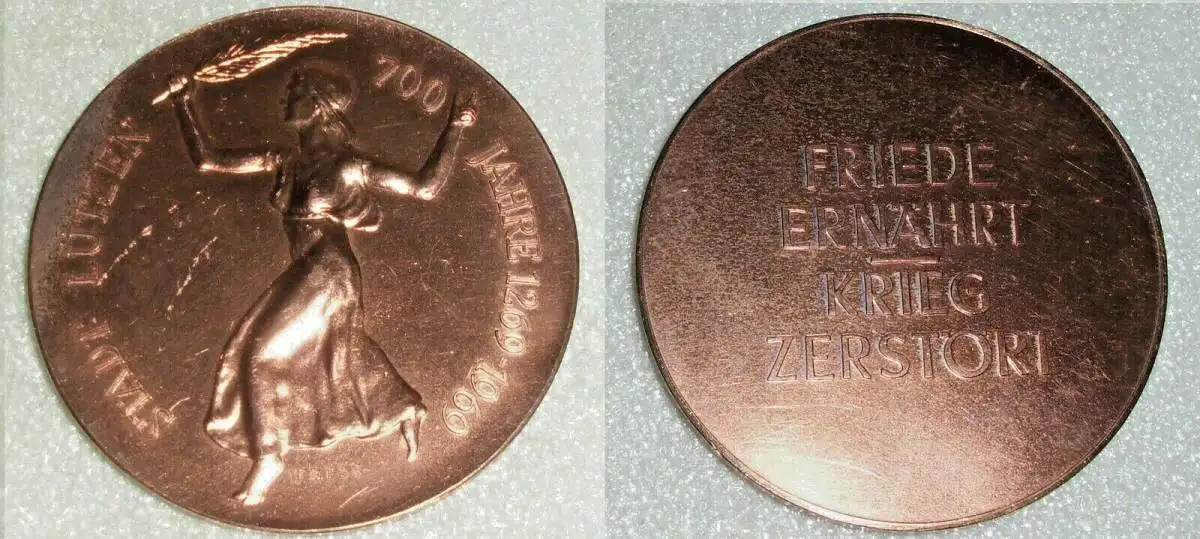 STADT LÜTZEN
700 JAHRE 1269-1969
FRIEDE
ERNÄHRT
KRIEG
ZERSTÖRT